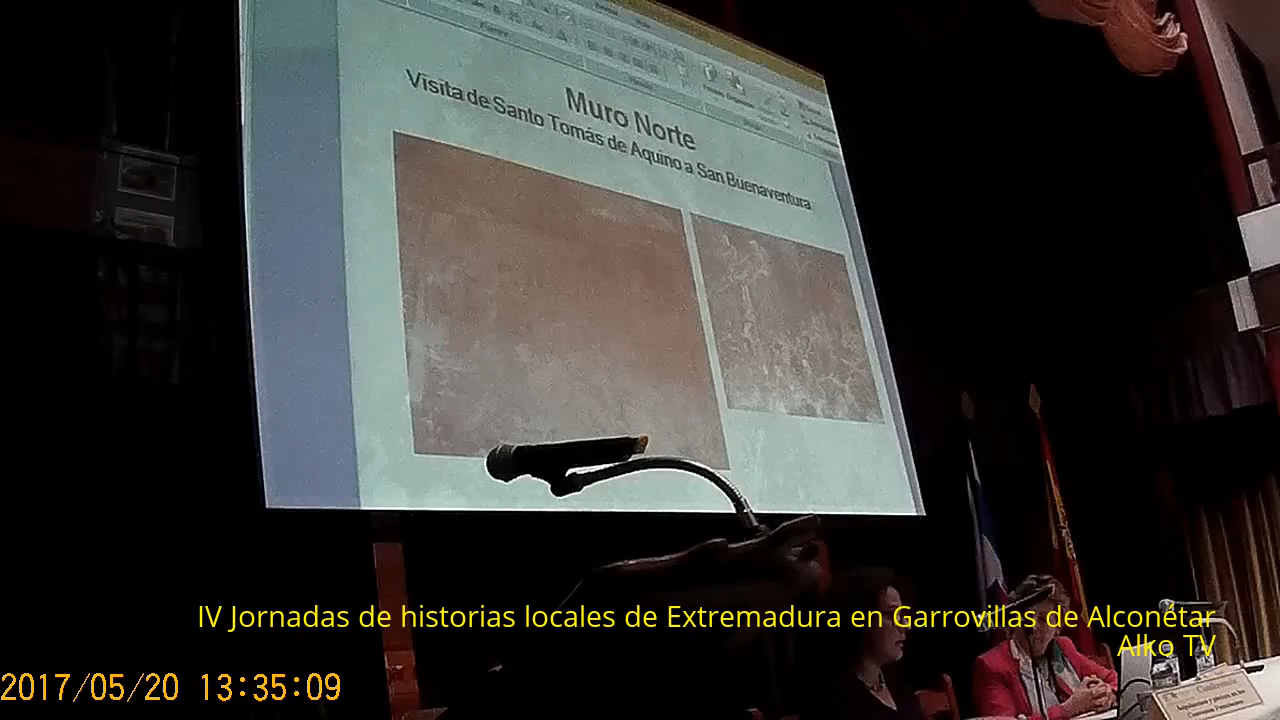 Muro Norte
Visita de Santo Tomás de Aquino a San Buenaventura
IV Jornadas de historias locales de Extremadura en Garrovillas de Alconétar
Alko TV
2017/05/20 13:35:09
Conferencia